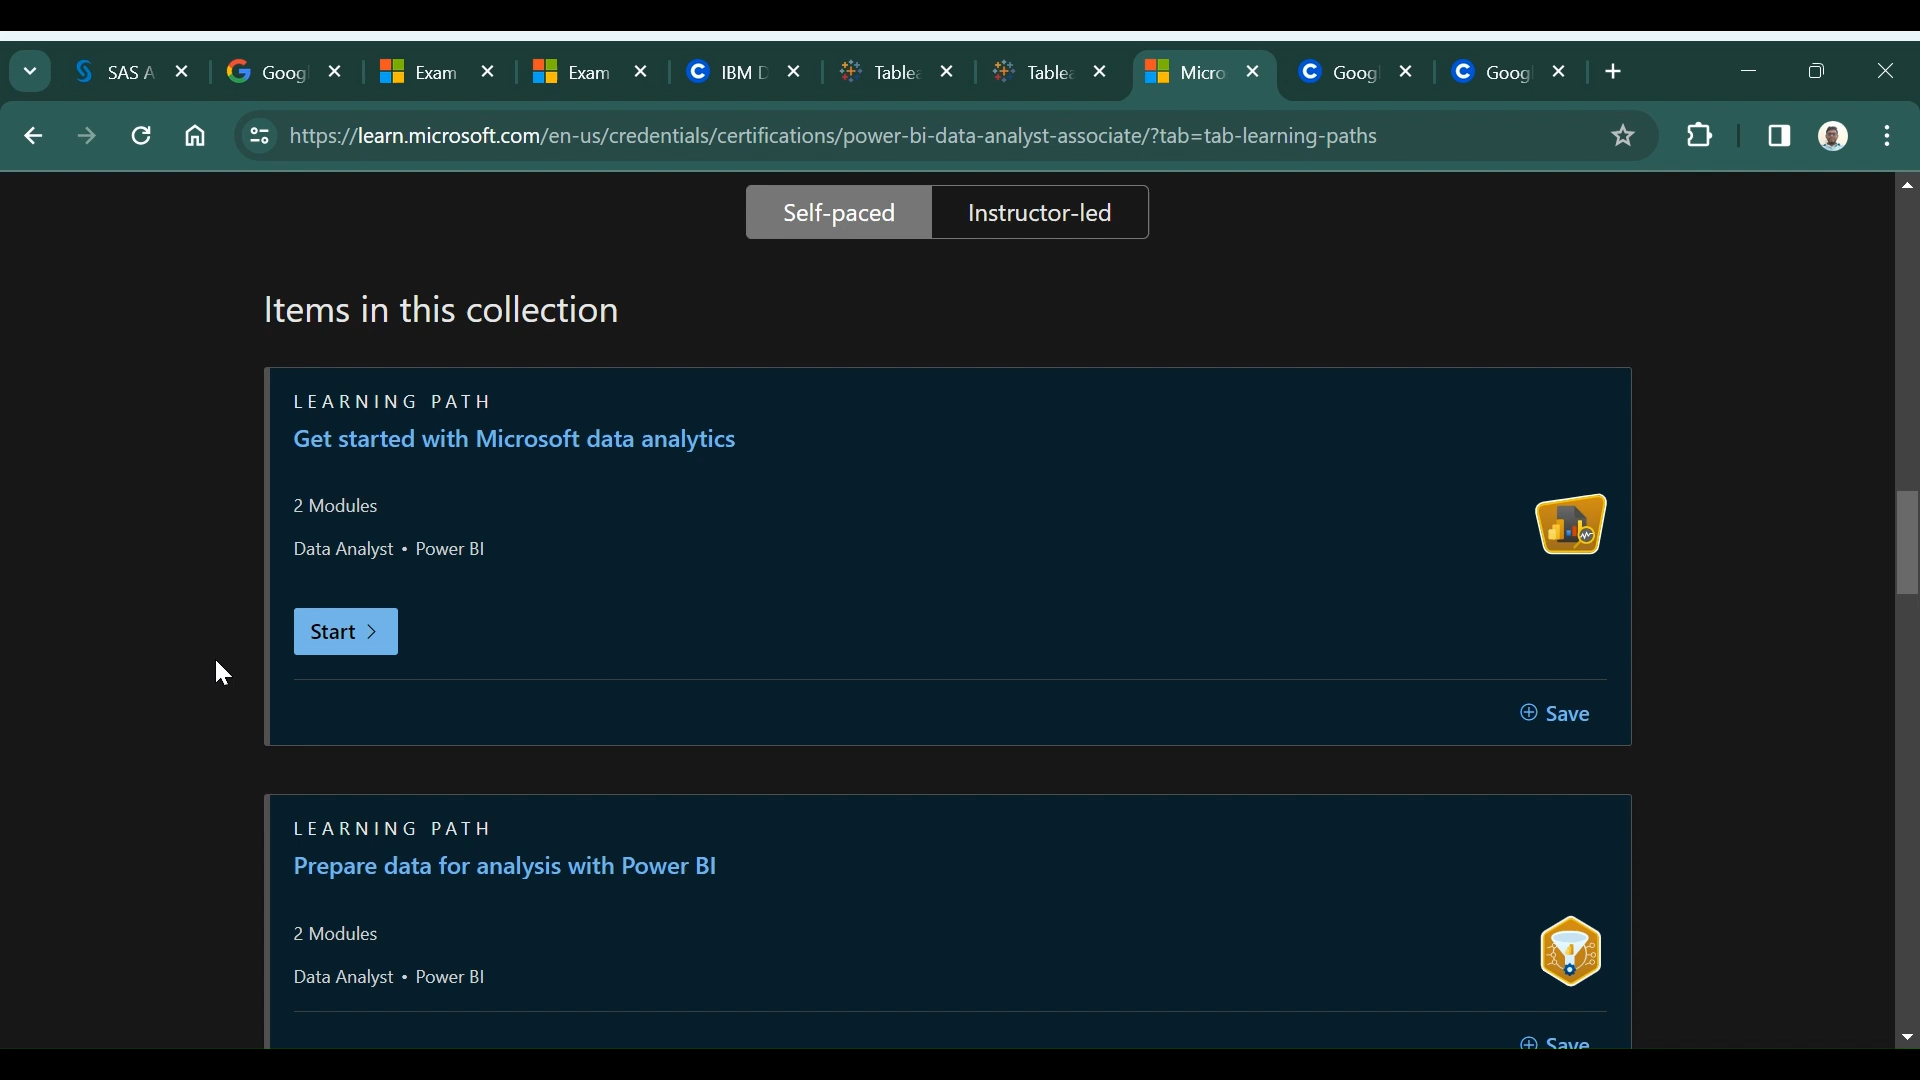 SAS A
Goog
Exam
Exam
IBM D
Table
Table
Micro
Goog
Goog
https://learn.microsoft.com/en-us/credentials/certifications/power-bi-data-analyst-associate/?tab=tab-learning-paths
Self-paced
Instructor-led
Items in this collection
LEARNING PATH
Get started with Microsoft data analytics
2 Modules
Data Analyst • Power BI
Start >
Save
LEARNING PATH
Prepare data for analysis with Power BI
2 Modules
Data Analyst • Power BI
Save